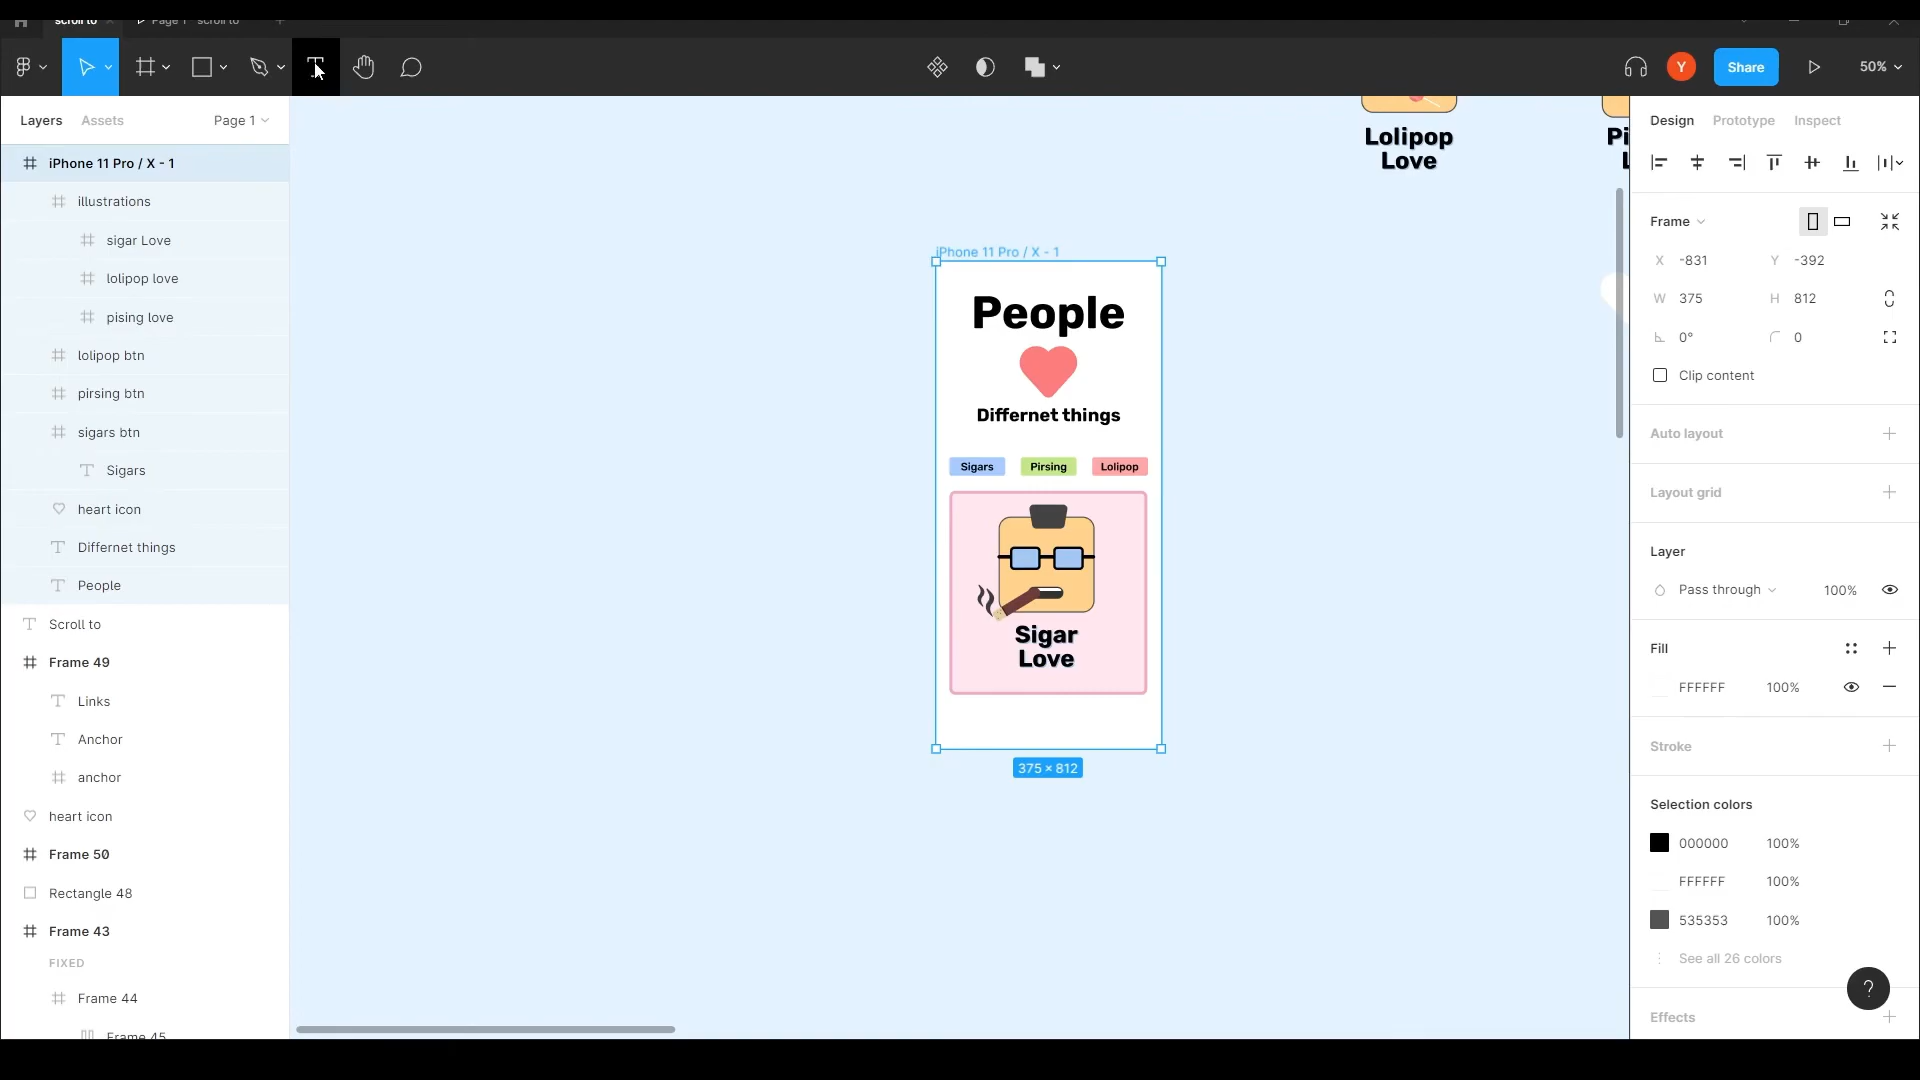 scroll to
Page 1 - scroll to
Y
Share
50%
Layers
Assets
Page 1
iPhone 11 Pro / X - 1
illustrations
sigar Love
lolipop love
pising love
lolipop btn
pirsing btn
sigars btn
Sigars
heart icon
Differnet things
People
Scroll to
Frame 49
Links
Anchor
anchor
heart icon
Frame 50
Rectangle 48
Frame 43
FIXED
Frame 44
Frame 45
Lolipop
Love
iPhone 11 Pro / X - 1
People
Differnet things
Sigars
Pirsing
Lolipop
Sigar
Love
375 × 812
Design
Prototype
Inspect
Frame
X -831
Y -392
W 375
H 812
0°
0
Clip content
Auto layout
Layout grid
Layer
Pass through
100%
Fill
FFFFFF
100%
Stroke
Selection colors
000000
100%
FFFFFF
100%
535353
100%
See all 26 colors
?
Effects